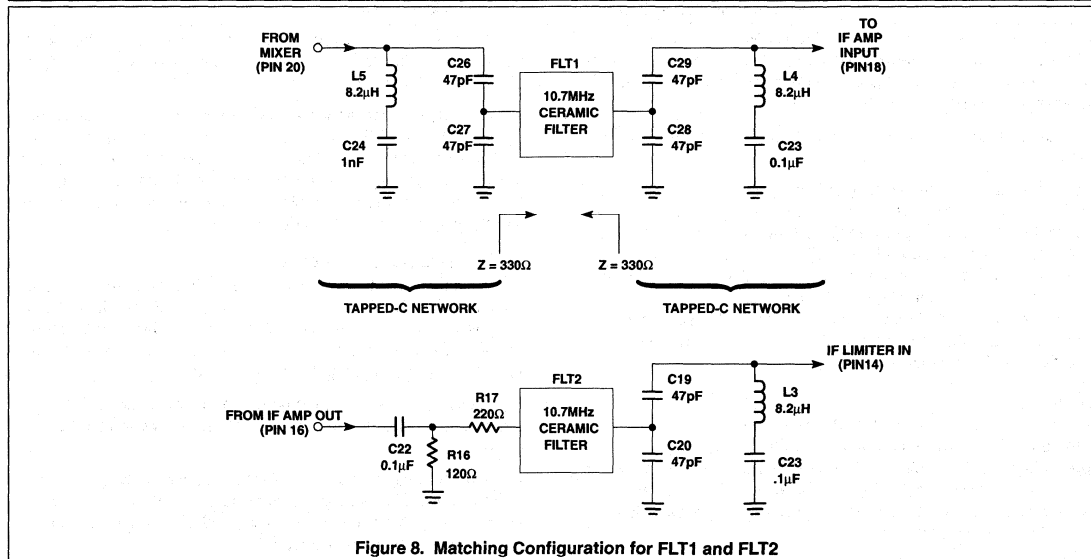 FROM
MIXER
(PIN 20)
L5
8.2µH
C24
1nF
C26
47pF
C27
47pF
FLT1
10.7MHz
CERAMIC
FILTER
C29
47pF
C28
47pF
L4
8.2µH
C23
0.1µF
TO
IF AMP
INPUT
(PIN18)
Z = 330Ω
Z = 330Ω
TAPPED-C NETWORK
TAPPED-C NETWORK
FROM IF AMP OUT
(PIN 16)
C22
0.1µF
R16
120Ω
R17
220Ω
FLT2
10.7MHz
CERAMIC
FILTER
C19
47pF
C20
47pF
L3
8.2µH
C23
.1µF
IF LIMITER IN
(PIN14)
Figure 8. Matching Configuration for FLT1 and FLT2